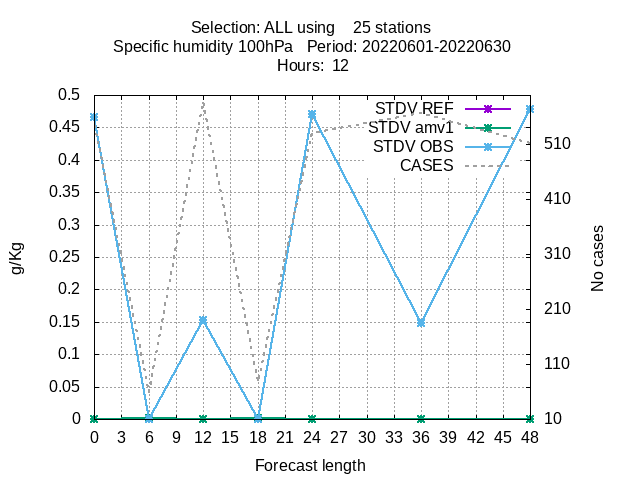 Selection: ALL using 25 stations
Specific humidity 100hPa Period: 20220601-20220630
Hours: 12
0.5
0.45
0.4
0.35
0.3
0.25
0.2
0.15
0.1
0.05
0
g/Kg
STDV REF
STDV amv1
STDV OBS
CASES
510
410
310
210
110
10
No cases
0 3 6 9 12 15 18 21 24 27 30 33 36 39 42 45 48
Forecast length